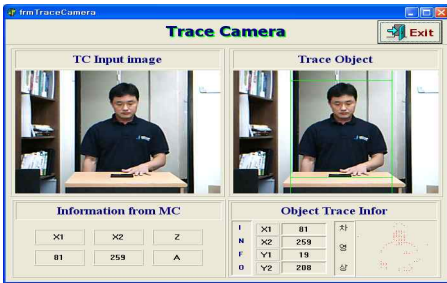 frmTraceCamera
Trace Camera
Exit
TC Input image
Trace Object
Information from MC
X1 X2 Z
81 259 A
Object Trace Infor
I X1 81 차
N X2 259 영
F Y1 19 상
O Y2 208